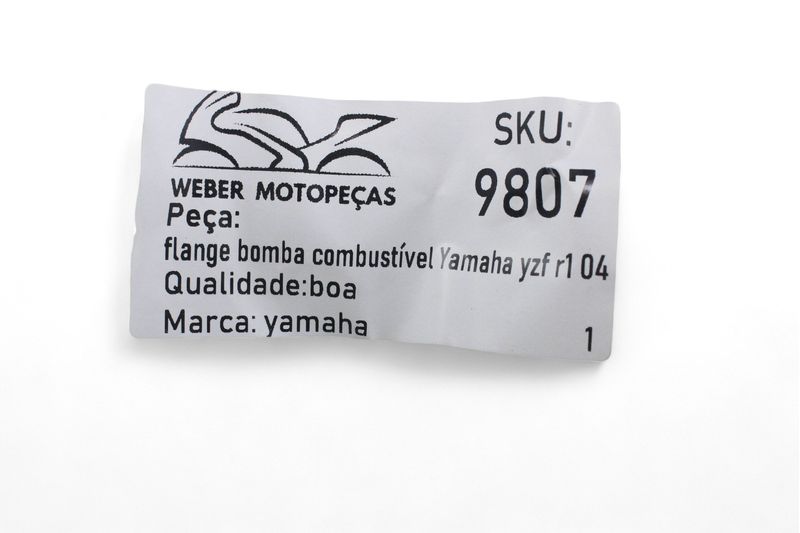 WEBER MOTOPEÇAS
SKU:
9807
Peça:
flange bomba combustível Yamaha yzf r1 04
Qualidade:boa
Marca: yamaha
1